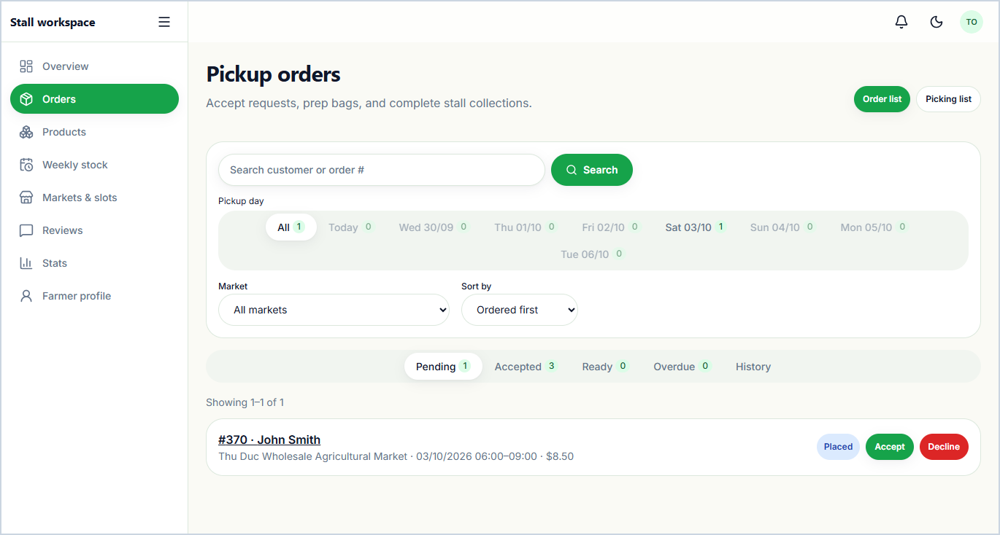 Stall workspace
TO
Overview
Orders
Products
Weekly stock
Markets & slots
Reviews
Stats
Farmer profile
Pickup orders
Accept requests, prep bags, and complete stall collections.
Order list
Picking list
Search customer or order #
Search
Pickup day
All 1 Today 0 Wed 30/09 0 Thu 01/10 0 Fri 02/10 0 Sat 03/10 1 Sun 04/10 0 Mon 05/10 0
Tue 06/10 0
Market
Sort by
All markets
Ordered first
Pending 1 Accepted 3 Ready 0 Overdue 0 History
Showing 1–1 of 1
#370 · John Smith
Thu Duc Wholesale Agricultural Market · 03/10/2026 06:00–09:00 · $8.50
Placed
Accept
Decline